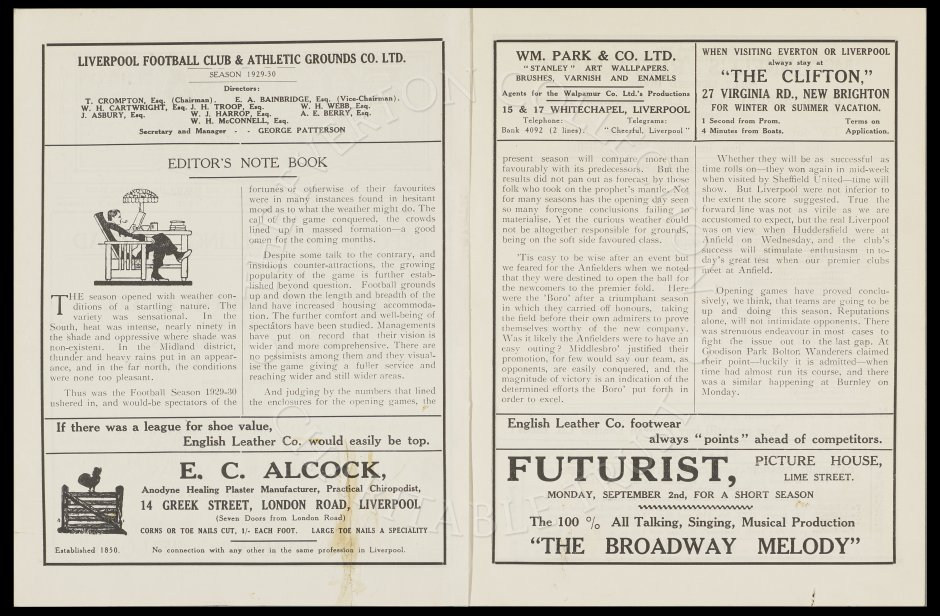 LIVERPOOL FOOTBALL CLUB & ATHLETIC GROUNDS CO. LTD.
SEASON 1929-30
Directors:
T. CROMPTON, Esq. (Chairman). E. A. BAINBRIDGE, Esq. (Vice-Chairman).
W. H. CARTWRIGHT, Esq. J. H. TROOP, Esq. W. H. WEBB, Esq.
J. ASBURY, Esq. W. J. HARROP, Esq. A. E. BERRY, Esq.
W. H. McCONNELL, Esq.
Secretary and Manager - - GEORGE PATTERSON
EDITOR'S NOTE BOOK
THE season opened with weather con-
ditions of a startling nature. The
variety was sensational. In the
South, heat was intense, nearly ninety in
the shade and oppressive where shade was
non-existent. In the Midland district,
thunder and heavy rains put in an appear-
ance, and in the far north, the conditions
were none too pleasant.
Thus was the Football Season 1929-30
ushered in, and would-be spectators of the
fortunes or otherwise of their favourites
were in many instances found in hesitant
mood as to what the weather might do. The
call of the game conquered, the crowds
lined up in massed formation—a good
omen for the coming months.
Despite some talk to the contrary, and
insidious counter-attractions, the growing
popularity of the game is further estab-
lished beyond question. Football grounds
up and down the length and breadth of the
land have increased housing accommoda-
tion. The further comfort and well-being of
spectators have been studied. Managements
have put on record that their vision is
wider and more comprehensive. There are
no pessimists among them and they visual-
ise the game giving a fuller service and
reaching wider and still wider areas.
And judging by the numbers that lined
the enclosures for the opening games, the
If there was a league for shoe value,
English Leather Co. would easily be top.
E. C. ALCOCK,
Anodyne Healing Plaster Manufacturer, Practical Chiropodist,
14 GREEK STREET, LONDON ROAD, LIVERPOOL
(Seven Doors from London Road)
CORNS OR TOE NAILS CUT, 1/- EACH FOOT. LARGE TOE NAILS A SPECIALITY
Established 1850. No connection with any other in the same profession in Liverpool.
WM. PARK & CO. LTD.
"STANLEY" ART WALLPAPERS.
BRUSHES, VARNISH AND ENAMELS
Agents for the Walpamur Co. Ltd.'s Productions
15 & 17 WHITECHAPEL, LIVERPOOL
Telephone: Telegrams:
Bank 4092 (2 lines). "Cheerful, Liverpool"
WHEN VISITING EVERTON OR LIVERPOOL
always stay at
"THE CLIFTON,"
27 VIRGINIA RD., NEW BRIGHTON
FOR WINTER OR SUMMER VACATION.
1 Second from Prom. Terms on
4 Minutes from Boats. Application.
present season will compare more than
favourably with its predecessors. But the
results did not pan out as forecast by those
folk who took on the prophet's mantle. Not
for many seasons has the opening day seen
so many foregone conclusions failing to
materialise. Yet the curious weather could
not be altogether responsible for grounds,
being on the soft side favoured class.
'Tis easy to be wise after an event but
we feared for the Anfielders when we noted
that they were destined to open the ball for
the newcomers to the premier fold. Here
were the 'Boro' after a triumphant season
in which they carried off honours, taking
the field before their own admirers to prove
themselves worthy of the new company.
Was it likely the Anfielders were to have an
easy outing? Middlesbro' justified their
promotion, for few would say our team, as
opponents, are easily conquered, and the
magnitude of victory is an indication of the
determined efforts the Boro' put forth in
order to excel.
Whether they will be as successful as
time rolls on—they won again in mid-week
when visited by Sheffield United—time will
show. But Liverpool were not inferior to
the extent the score suggested. True the
forward line was not as virile as we are
accustomed to expect, but the real Liverpool
was on view when Huddersfield were at
Anfield on Wednesday, and the club's
success will stimulate enthusiasm in to-
day's great test when our premier clubs
meet at Anfield.
Opening games have proved conclu-
sively, we think, that teams are going to be
up and doing this season. Reputations
alone, will not intimidate opponents. There
was strenuous endeavour in most cases to
fight the issue out to the last gap. At
Goodison Park Bolton Wanderers claimed
their point—luckily it is admitted—when
time had almost run its course, and there
was a similar happening at Burnley on
Monday.
English Leather Co. footwear
always "points" ahead of competitors.
FUTURIST, PICTURE HOUSE,
LIME STREET.
MONDAY, SEPTEMBER 2nd, FOR A SHORT SEASON
The 100 % All Talking, Singing, Musical Production
"THE BROADWAY MELODY"